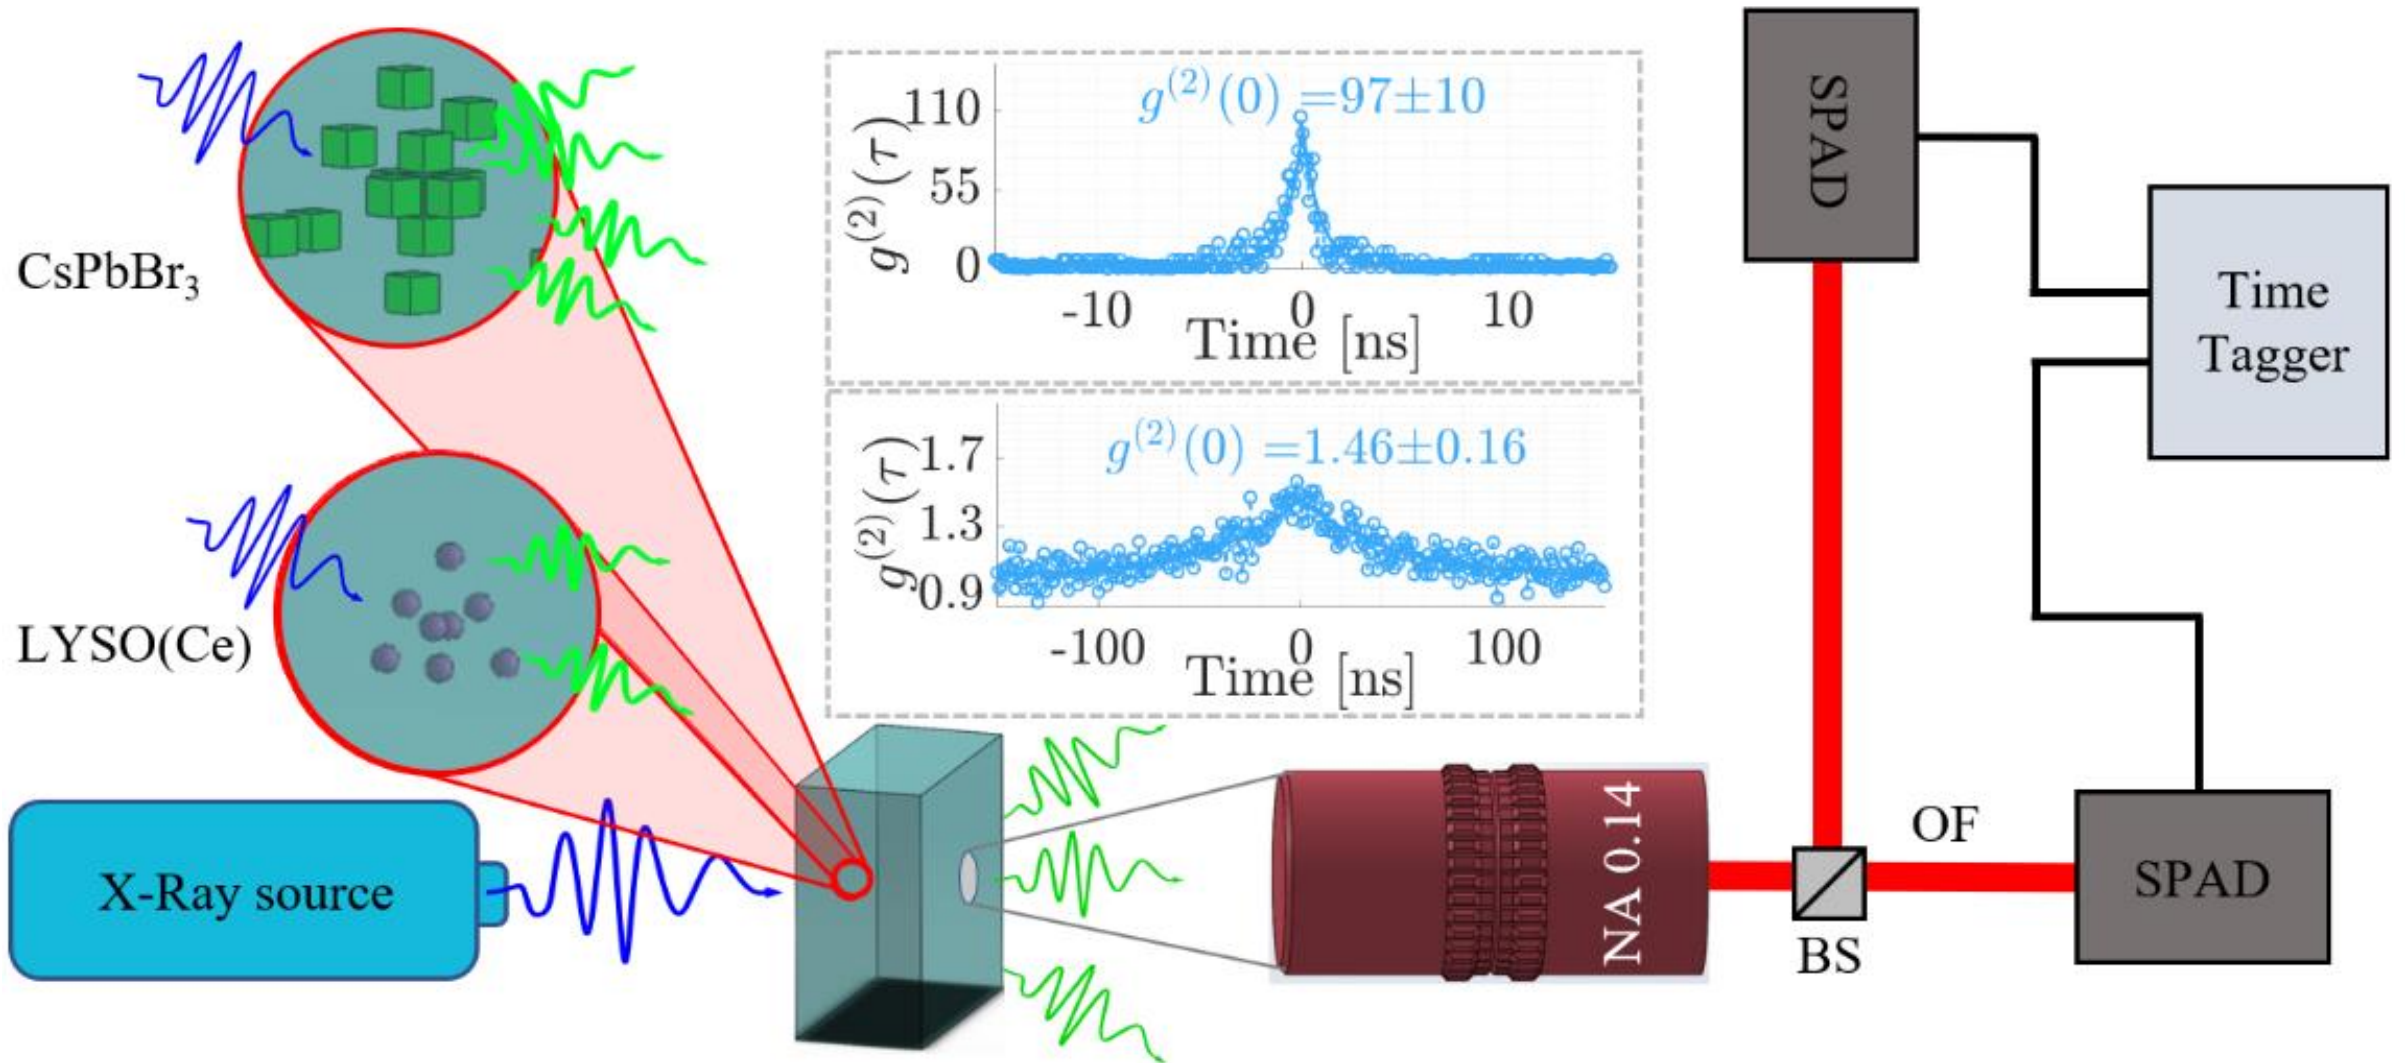 CsPbBr₃
LYSO(Ce)
X-Ray source
g⁽²⁾(0) =97±10
g⁽²⁾(τ)
110
55
0
-10
0
10
Time [ns]
g⁽²⁾(0) =1.46±0.16
g⁽²⁾(τ)
1.7
1.3
0.9
-100
0
100
Time [ns]
NA 0.14
SPAD
Time
Tagger
OF
BS
SPAD